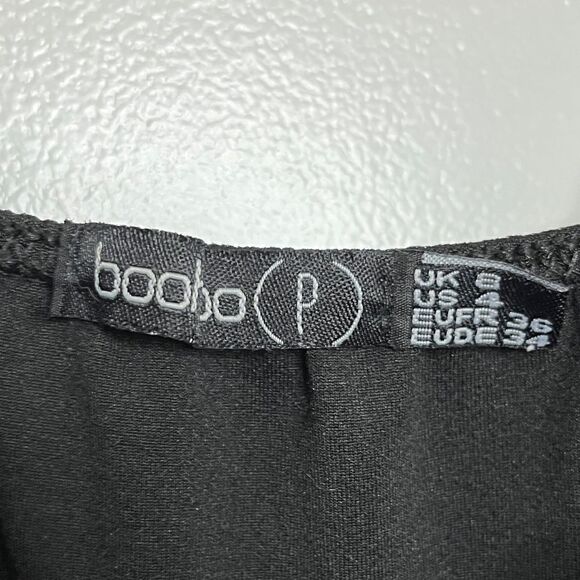 boohoo (P)
UK 8
US 4
EUFR 36
EUDE 34